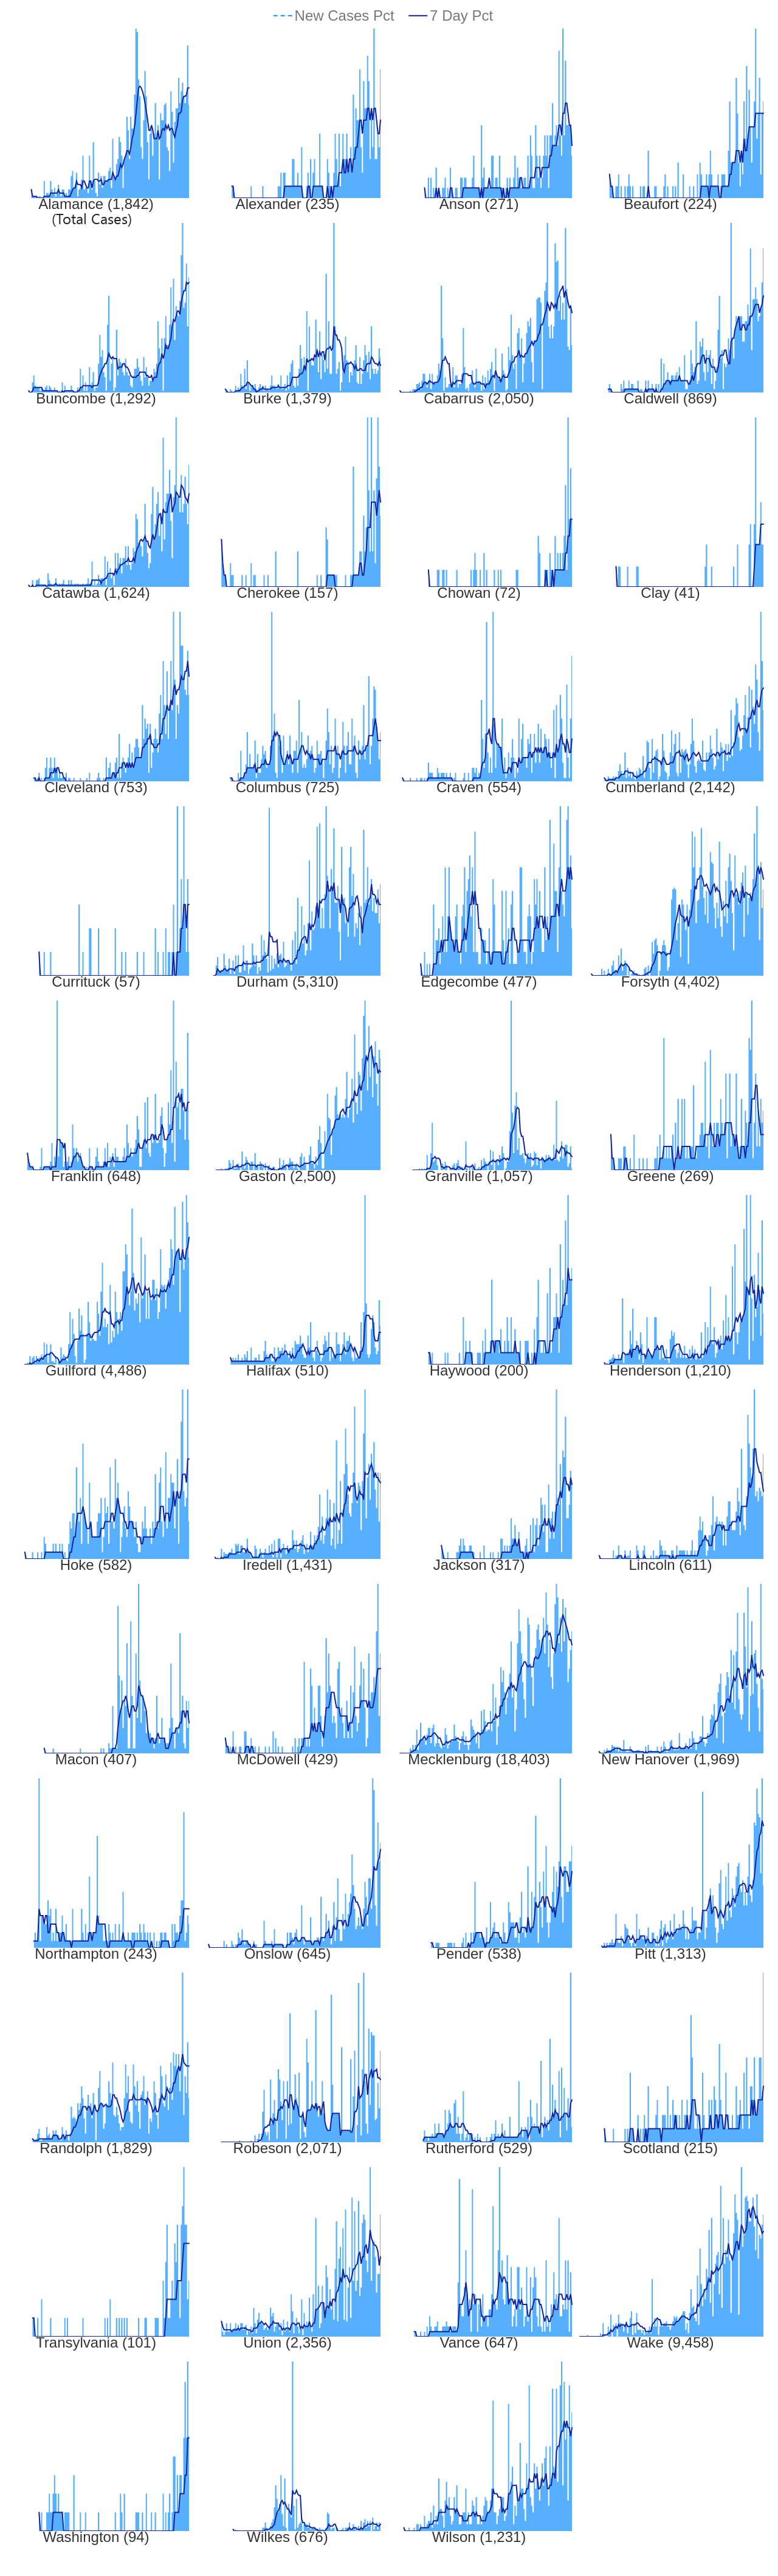 New Cases Pct 7 Day Pct
Alamance (1,842) Alexander (235) Anson (271) Beaufort (224)
(Total Cases)
Buncombe (1,292) Burke (1,379) Cabarrus (2,050) Caldwell (869)
Catawba (1,624) Cherokee (157) Chowan (72) Clay (41)
Cleveland (753) Columbus (725) Craven (554) Cumberland (2,142)
Currituck (57) Durham (5,310) Edgecombe (477) Forsyth (4,402)
Franklin (648) Gaston (2,500) Granville (1,057) Greene (269)
Guilford (4,486) Halifax (510) Haywood (200) Henderson (1,210)
Hoke (582) Iredell (1,431) Jackson (317) Lincoln (611)
Macon (407) McDowell (429) Mecklenburg (18,403) New Hanover (1,969)
Northampton (243) Onslow (645) Pender (538) Pitt (1,313)
Randolph (1,829) Robeson (2,071) Rutherford (529) Scotland (215)
Transylvania (101) Union (2,356) Vance (647) Wake (9,458)
Washington (94) Wilkes (676) Wilson (1,231)